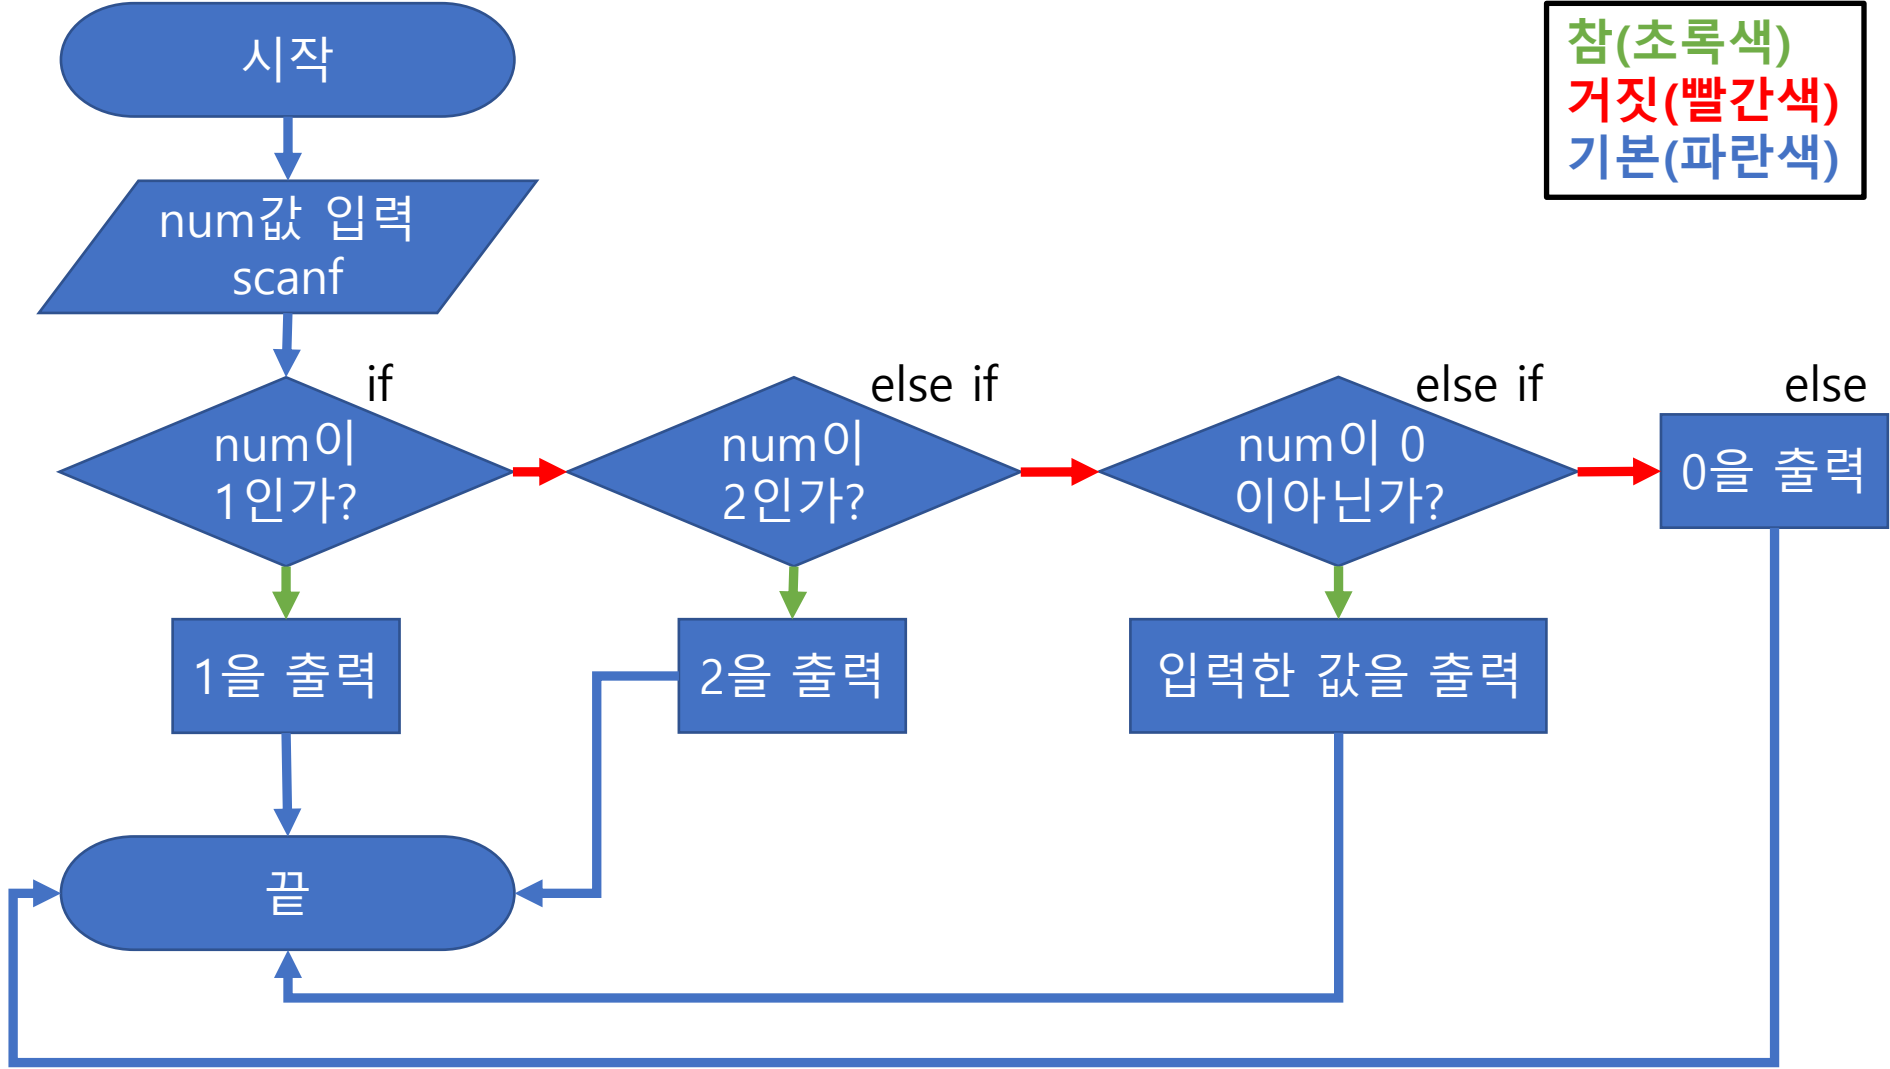 시작
참(초록색)
거짓(빨간색)
기본(파란색)
num값 입력
scanf
if
else if
else if
else
num이
1인가?
num이
2인가?
num이 0
이아닌가?
0을 출력
1을 출력
2을 출력
입력한 값을 출력
끝